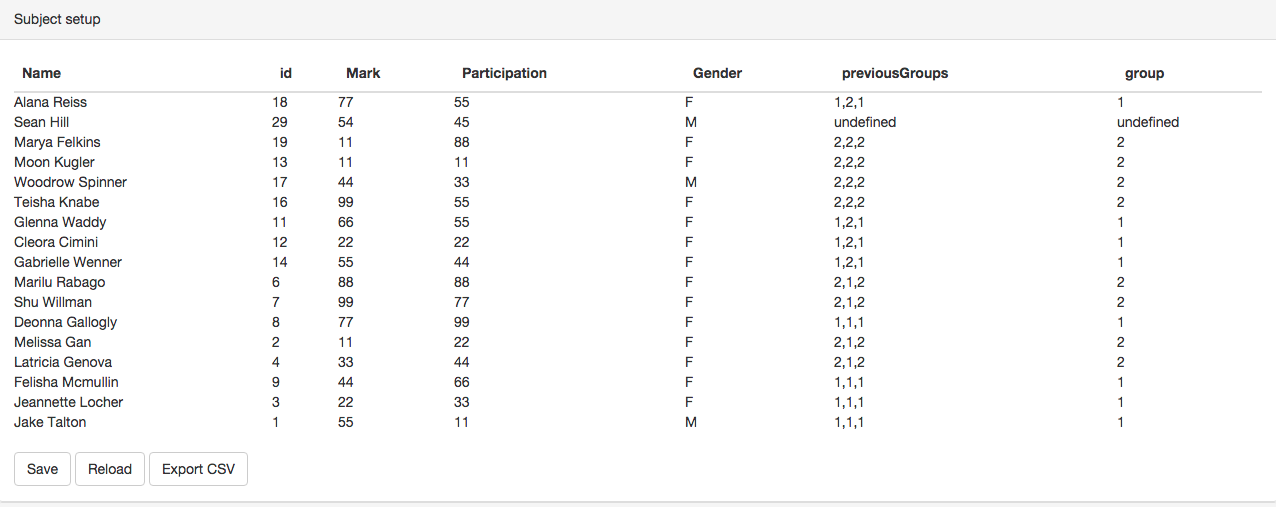 Subject setup
Name id Mark Participation Gender previousGroups group
Alana Reiss 18 77 55 F 1,2,1 1
Sean Hill 29 54 45 M undefined undefined
Marya Felkins 19 11 88 F 2,2,2 2
Moon Kugler 13 11 11 F 2,2,2 2
Woodrow Spinner 17 44 33 M 2,2,2 2
Teisha Knabe 16 99 55 F 2,2,2 2
Glenna Waddy 11 66 55 F 1,2,1 1
Cleora Cimini 12 22 22 F 1,2,1 1
Gabrielle Wenner 14 55 44 F 1,2,1 1
Marilu Rabago 6 88 88 F 2,1,2 2
Shu Willman 7 99 77 F 2,1,2 2
Deonna Gallogly 8 77 99 F 1,1,1 1
Melissa Gan 2 11 22 F 2,1,2 2
Latricia Genova 4 33 44 F 2,1,2 2
Felisha Mcmullin 9 44 66 F 1,1,1 1
Jeannette Locher 3 22 33 F 1,1,1 1
Jake Talton 1 55 11 M 1,1,1 1
Save Reload Export CSV